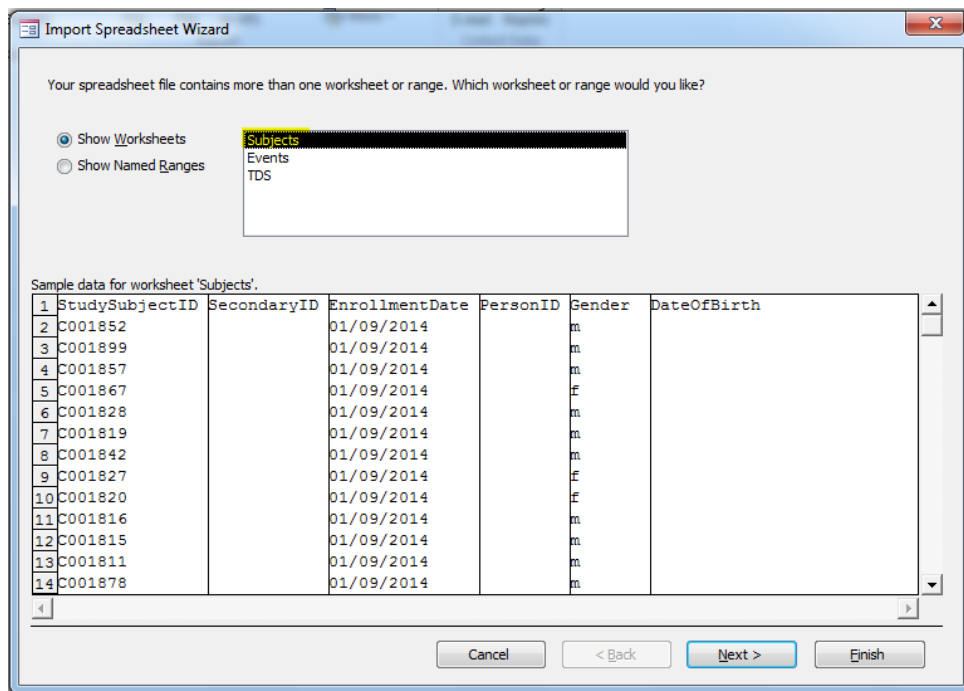 Import Spreadsheet Wizard
Your spreadsheet file contains more than one worksheet or range. Which worksheet or range would you like?
Show Worksheets
Show Named Ranges
Subjects
Events
TDS
Sample data for worksheet 'Subjects'.
1 StudySubjectID SecondaryID EnrollmentDate PersonID Gender DateOfBirth
2 C001852 01/09/2014 m
3 C001899 01/09/2014 m
4 C001857 01/09/2014 m
5 C001867 01/09/2014 f
6 C001828 01/09/2014 m
7 C001819 01/09/2014 m
8 C001842 01/09/2014 m
9 C001827 01/09/2014 f
10 C001820 01/09/2014 f
11 C001816 01/09/2014 m
12 C001815 01/09/2014 m
13 C001811 01/09/2014 m
14 C001878 01/09/2014 m
Cancel < Back Next > Finish